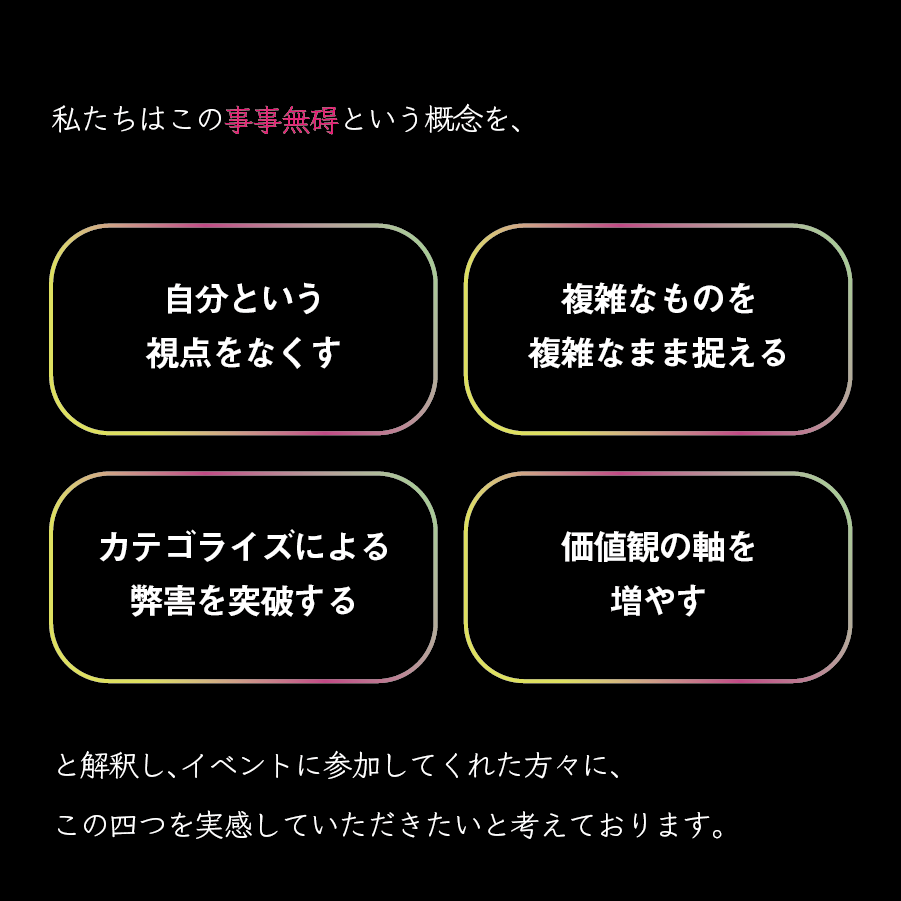 私たちはこの事事無碍という概念を、
自分という
視点をなくす
複雑なものを
複雑なまま捉える
カテゴライズによる
弊害を突破する
価値観の軸を
増やす
と解釈し、イベントに参加してくれた方々に、
この四つを実感していただきたいと考えております。